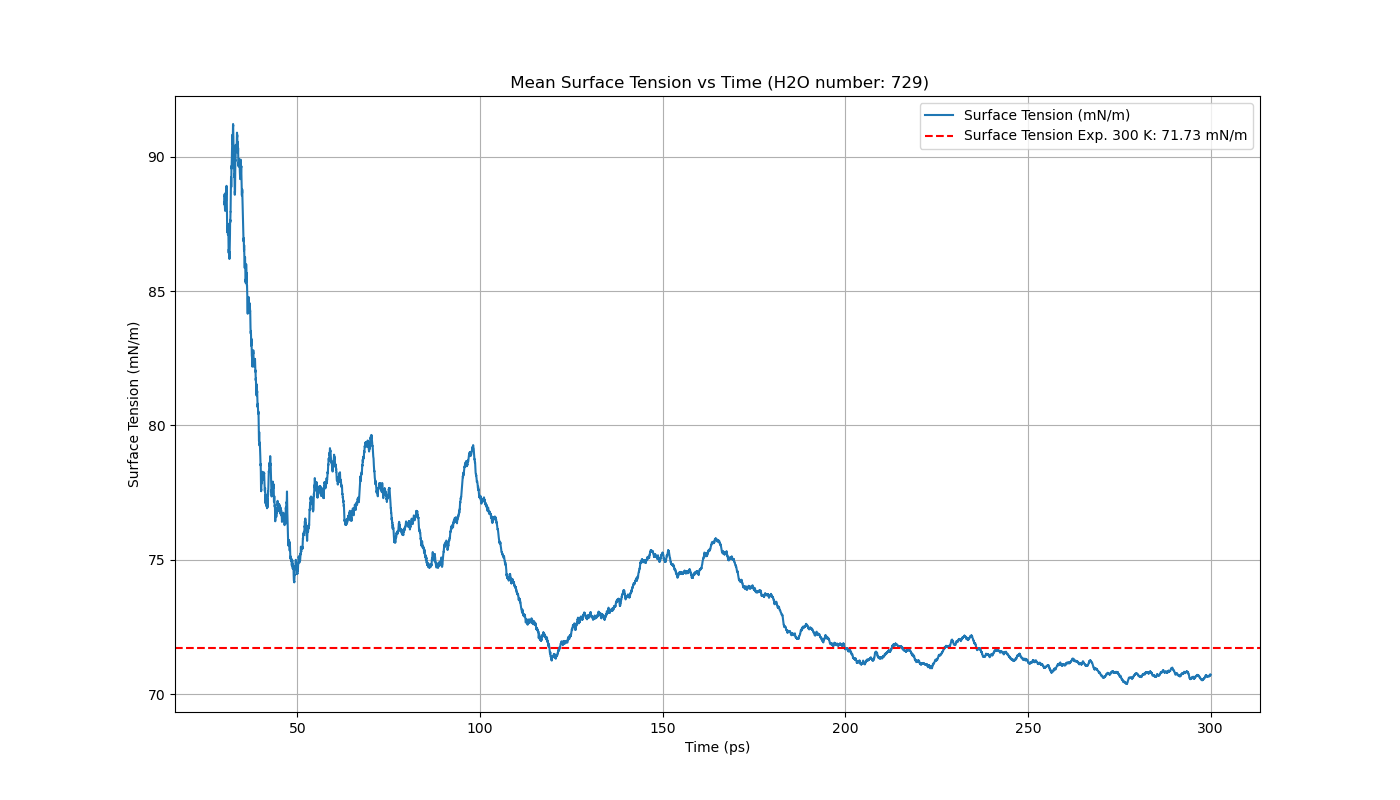 Mean Surface Tension vs Time (H2O number: 729)
Surface Tension (mN/m)
Surface Tension Exp. 300 K: 71.73 mN/m
Surface Tension (mN/m)
90
85
80
75
70
50
100
150
200
250
300
Time (ps)